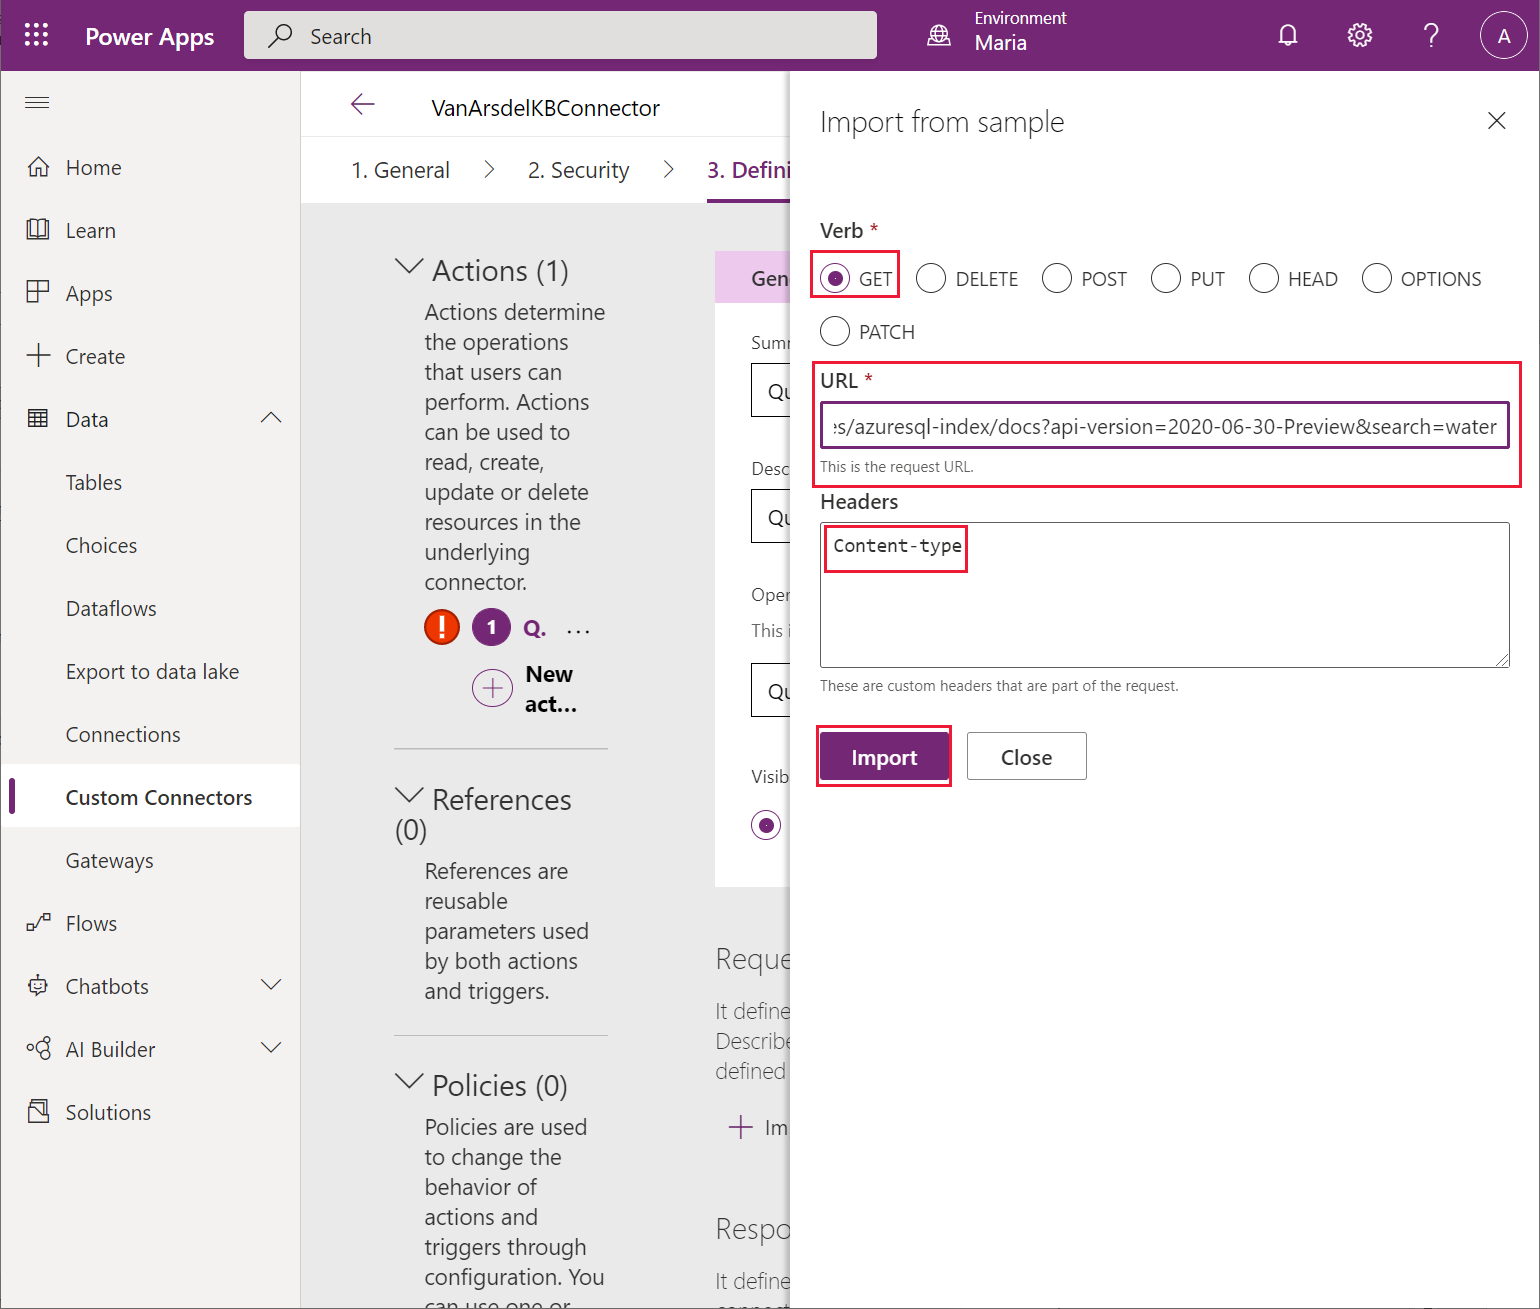 Power Apps
Search
Environment
Maria
A
Home
Learn
Apps
Create
Data
Tables
Choices
Dataflows
Export to data lake
Connections
Custom Connectors
Gateways
Flows
Chatbots
AI Builder
Solutions
VanArsdelKBConnector
1. General
2. Security
3. Defini
Actions (1)
Actions determine
the operations
that users can
perform. Actions
can be used to
read, create,
update or delete
resources in the
underlying
connector.
! 1 Q. ...
New
act...
References
(0)
References are
reusable
parameters used
by both actions
and triggers.
Policies (0)
Policies are used
to change the
behavior of
actions and
triggers through
configuration. You
can use one or
Gen
Sum
Qu
Desc
Qu
Oper
This i
Qu
Visib
Reque
It define
Describe
defined
Im
Respo
It define
Import from sample
Verb *
GET DELETE POST PUT HEAD OPTIONS
PATCH
URL *
es/azuresql-index/docs?api-version=2020-06-30-Preview&search=water
This is the request URL.
Headers
Content-type
These are custom headers that are part of the request.
Import Close